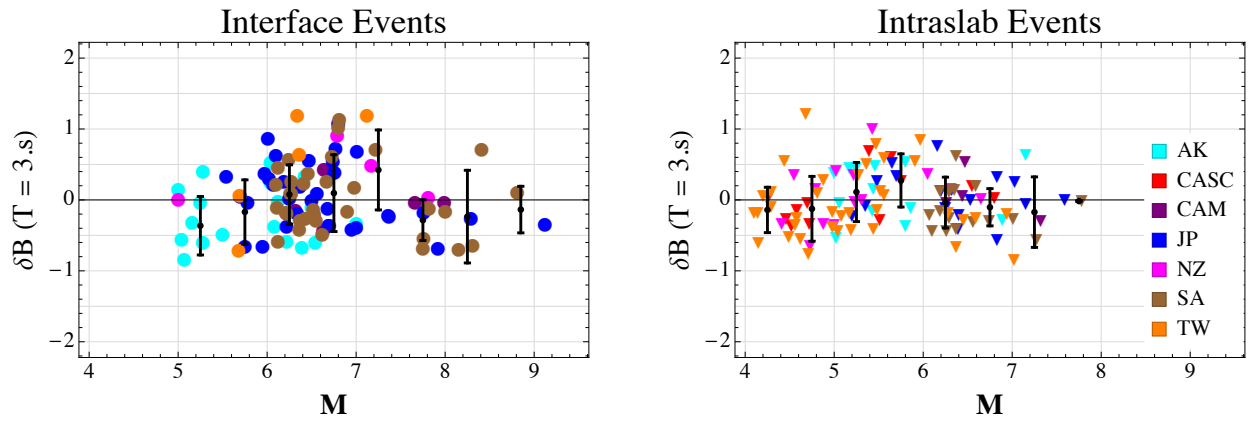 Interface Events
2
1
0
−1
−2
δB (T = 3.s)
4 5 6 7 8 9
M
Intraslab Events
2
1
0
−1
−2
δB (T = 3.s)
4 5 6 7 8 9
M
AK
CASC
CAM
JP
NZ
SA
TW